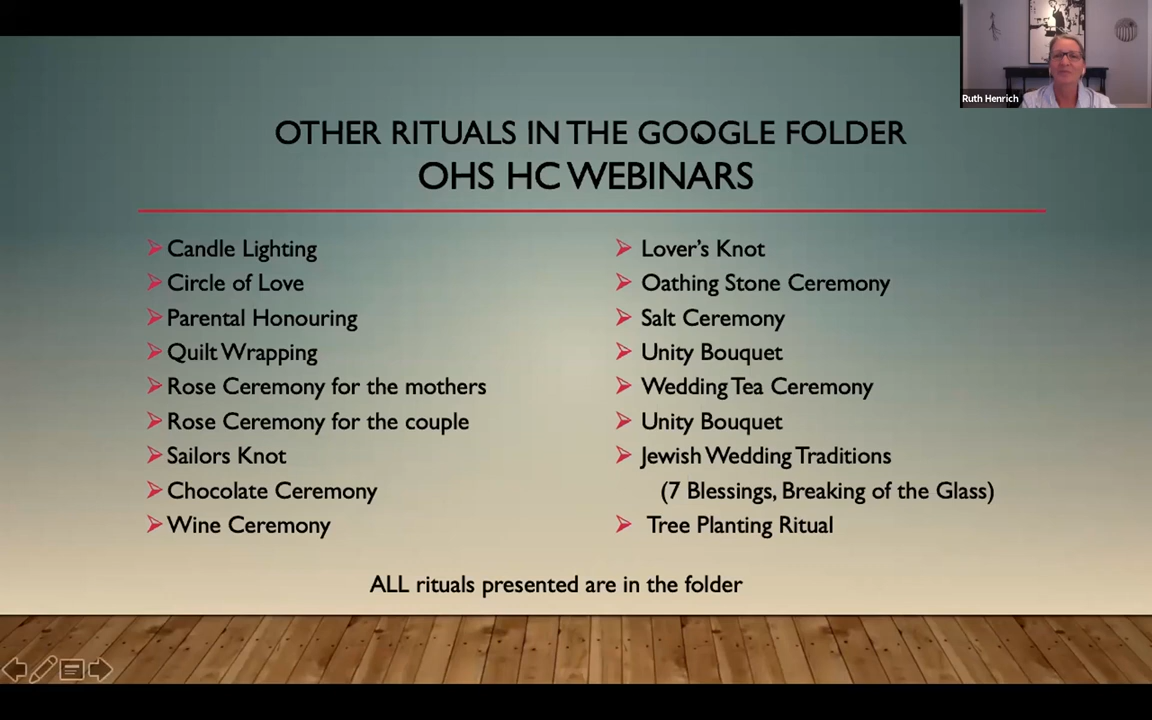 Ruth Henrich
OTHER RITUALS IN THE GOOGLE FOLDER
OHS HC WEBINARS
Candle Lighting
Circle of Love
Parental Honouring
Quilt Wrapping
Rose Ceremony for the mothers
Rose Ceremony for the couple
Sailors Knot
Chocolate Ceremony
Wine Ceremony
Lover's Knot
Oathing Stone Ceremony
Salt Ceremony
Unity Bouquet
Wedding Tea Ceremony
Unity Bouquet
Jewish Wedding Traditions
(7 Blessings, Breaking of the Glass)
Tree Planting Ritual
ALL rituals presented are in the folder